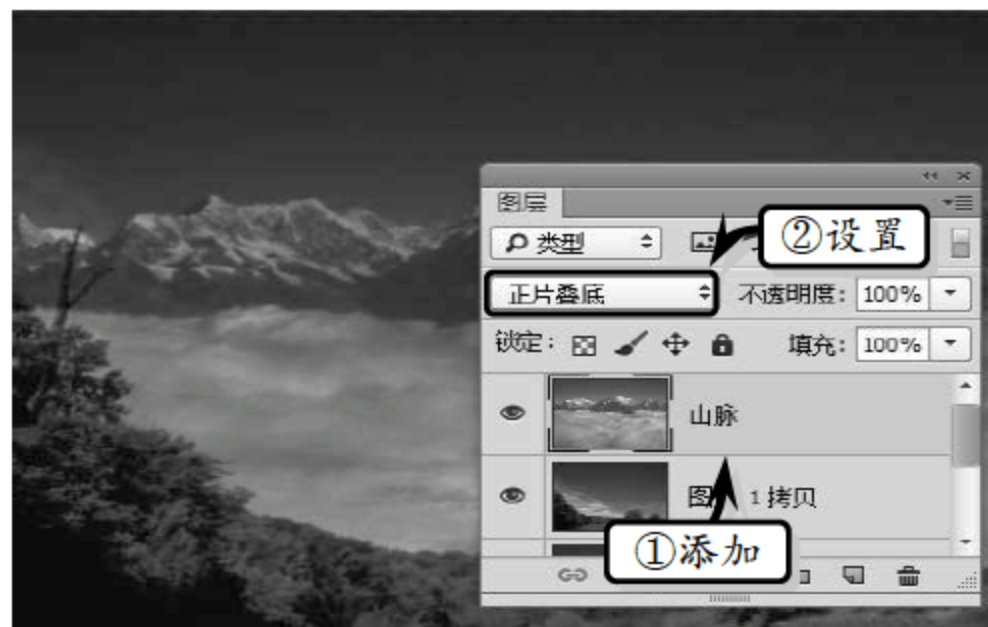 图层
类型
②设置
正片叠底
不透明度: 100%
锁定:
填充: 100%
山脉
图 1 拷贝
①添加